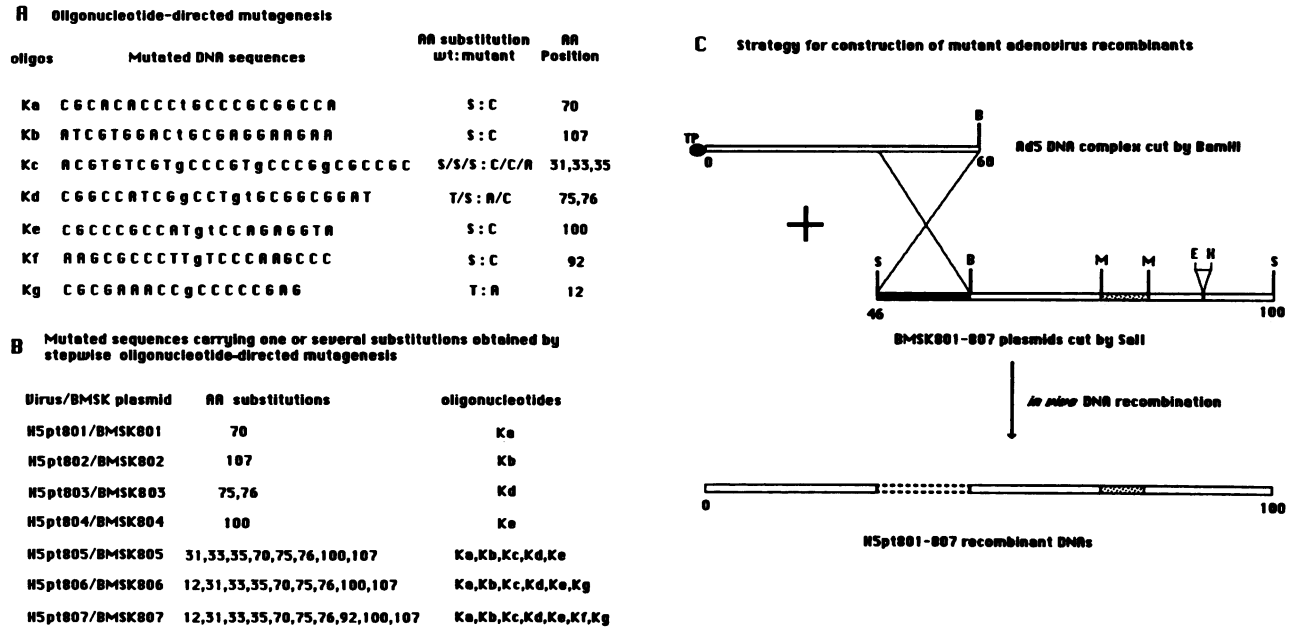 A Oligonucleotide-directed mutagenesis
oligos Mutated DNA sequences AA substitution wt:mutant AA Position
Ka CGCACACCCtGCCCGCGGCCA S:C 70
Kb ATCGTGGACtGCGAGGAAGAA S:C 107
Kc ACGTGTCGTgCCCGTgCCCGgCGCCGC S/S/S:C/C/A 31,33,35
Kd CGGCCATCGgCCTgtGCGGCGGAT T/S:A/C 75,76
Ke CGCCCGCCATgtCCAGAGGTA S:C 100
Kf AAGCGCCCTTgTCCCAAGCCC S:C 92
Kg CGCGAAACCgCCCCCGAG T:A 12
B Mutated sequences carrying one or several substitutions obtained by
stepwise oligonucleotide-directed mutagenesis
Virus/BMSK plasmid AA substitutions oligonucleotides
H5pt801/BMSK801 70 Ka
H5pt802/BMSK802 107 Kb
H5pt803/BMSK803 75,76 Kd
H5pt804/BMSK804 100 Ke
H5pt805/BMSK805 31,33,35,70,75,76,100,107 Ka,Kb,Kc,Kd,Ke
H5pt806/BMSK806 12,31,33,35,70,75,76,100,107 Ka,Kb,Kc,Kd,Ke,Kg
H5pt807/BMSK807 12,31,33,35,70,75,76,92,100,107 Ka,Kb,Kc,Kd,Ke,Kf,Kg
C Strategy for construction of mutant adenovirus recombinants
B
TP
Ad5 DNA complex cut by BamHI
0 60
+
S B M M E H S
46 100
BMSK801-807 plasmids cut by SalI
in vivo DNA recombination
0 100
H5pt801-807 recombinant DNAs